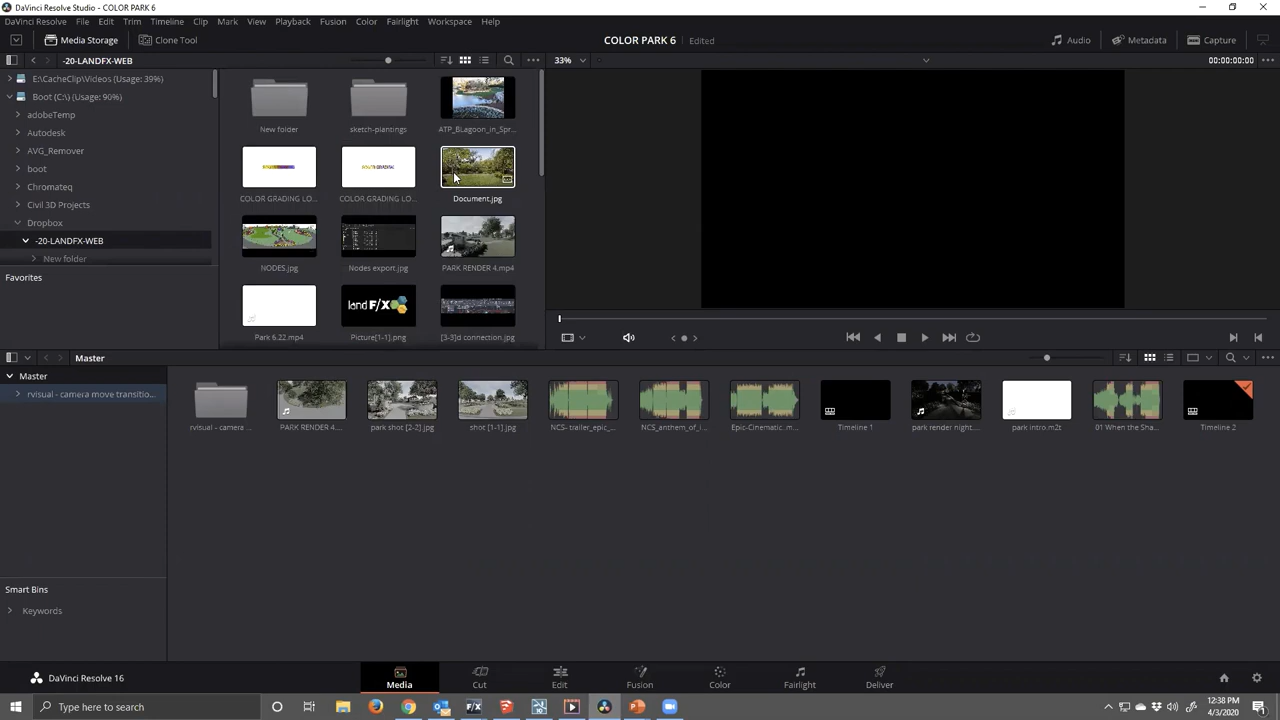 DaVinci Resolve Studio - COLOR PARK 6
DaVinci Resolve File Edit Trim Timeline Clip Mark View Playback Fusion Color Fairlight Workspace Help
Media Storage Clone Tool COLOR PARK 6 Edited Audio Metadata Capture
-20-LANDFX-WEB 33% 00:00:00:00
E:\CacheClip\Videos (Usage: 39%)
Boot (C:\) (Usage: 90%)
adobeTemp
Autodesk
AVG_Remover
boot
Chromateq
Civil 3D Projects
Dropbox
-20-LANDFX-WEB
New folder
Favorites
New folder sketch-plantings ATP_BLagoon_in_Spr...
COLOR GRADING LO... COLOR GRADING LO... Document.jpg
NODES.jpg Nodes export.jpg PARK RENDER 4.mp4
land F/X
Park 6.22.mp4 Picture[1-1].png [3-3]d connection.jpg
Master
Master
rvisual - camera move transitio...
rvisual - camera ... PARK RENDER 4.... park shot [2-2].jpg shot [1-1].jpg NCS- trailer_epic_... NCS_anthem_of_i... Epic-Cinematic .m... Timeline 1 park render night.... park intro.m2t 01 When the Sha... Timeline 2
Smart Bins
Keywords
DaVinci Resolve 16 Media Cut Edit Fusion Color Fairlight Deliver
Type here to search
12:38 PM
4/3/2020